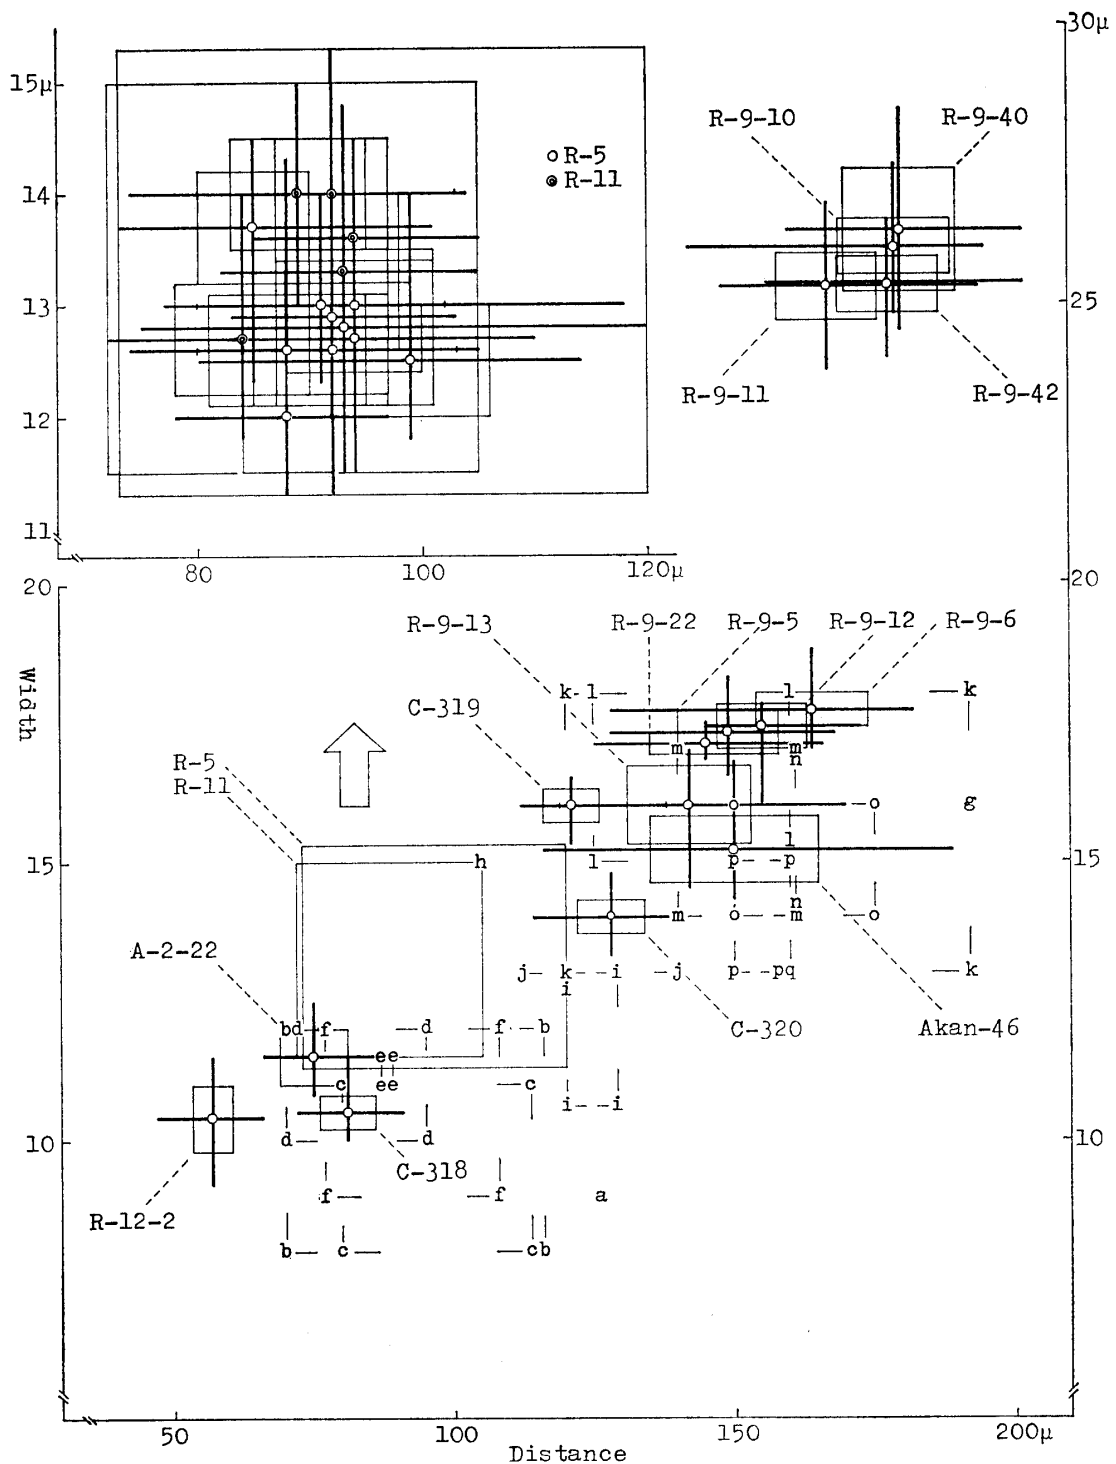 30μ
15μ
R-9-10
R-9-40
R-5
R-11
14
13
25
R-9-11
R-9-42
12
11
80
100
120μ
20
20
R-9-13
R-9-22
R-9-5
R-9-12
R-9-6
k l l k
C-319
Width
m m
n
R-5
R-11
o g
l
15
h l p p
15
n
m o m o
A-2-22
j k i j p p q k
i
b d f d f b
C-320
Akan-46
e e
c e e c
i i
10
d d
10
C-318
f f a
R-12-2
b c c b
50
100
150
200μ
Distance